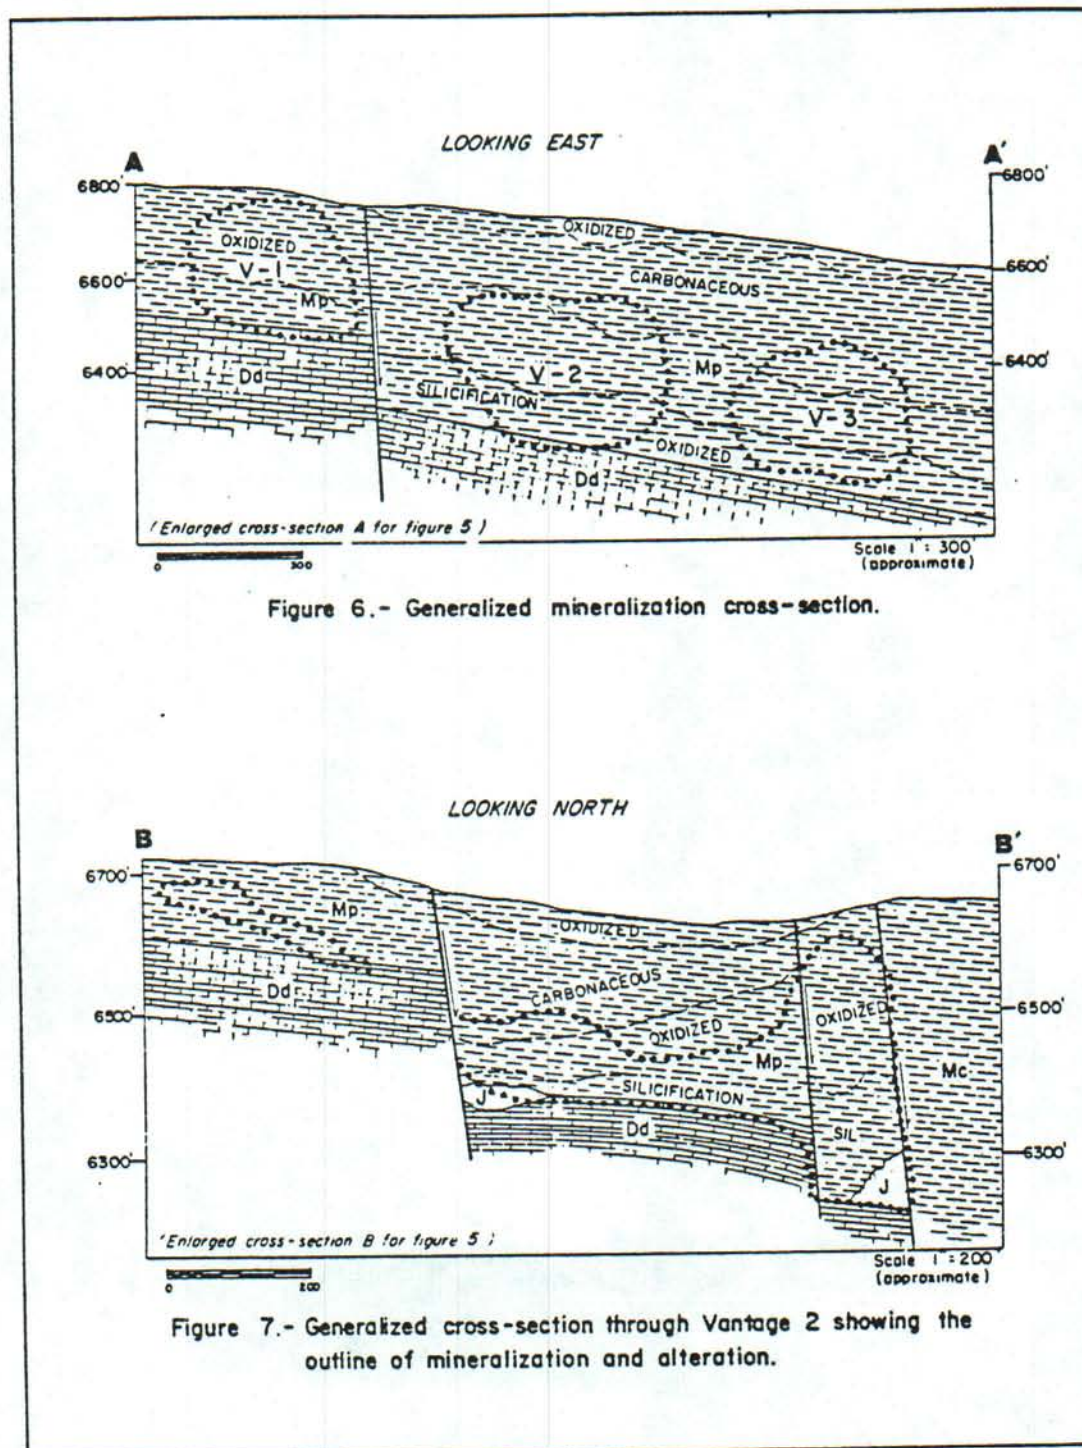 LOOKING EAST
A
A'
6800'
6800'
OXIDIZED
OXIDIZED
V-1
CARBONACEOUS
6600'
6600'
Mp
6400'
6400'
Mp
Dd
V-2
SILICIFICATION
V-3
OXIDIZED
Dd
(Enlarged cross-section A for figure 5)
0 300
Scale 1" = 300'
(approximate)
Figure 6.- Generalized mineralization cross-section.
LOOKING NORTH
B
B'
6700'
6700'
Mp
OXIDIZED
CARBONACEOUS
Dd
6500'
6500'
OXIDIZED
OXIDIZED
Mp
Mc
SILICIFICATION
J
Dd
SIL
6300'
6300'
J
(Enlarged cross-section B for figure 5)
0 200
Scale 1" = 200'
(approximate)
Figure 7.- Generalized cross-section through Vantage 2 showing the
outline of mineralization and alteration.